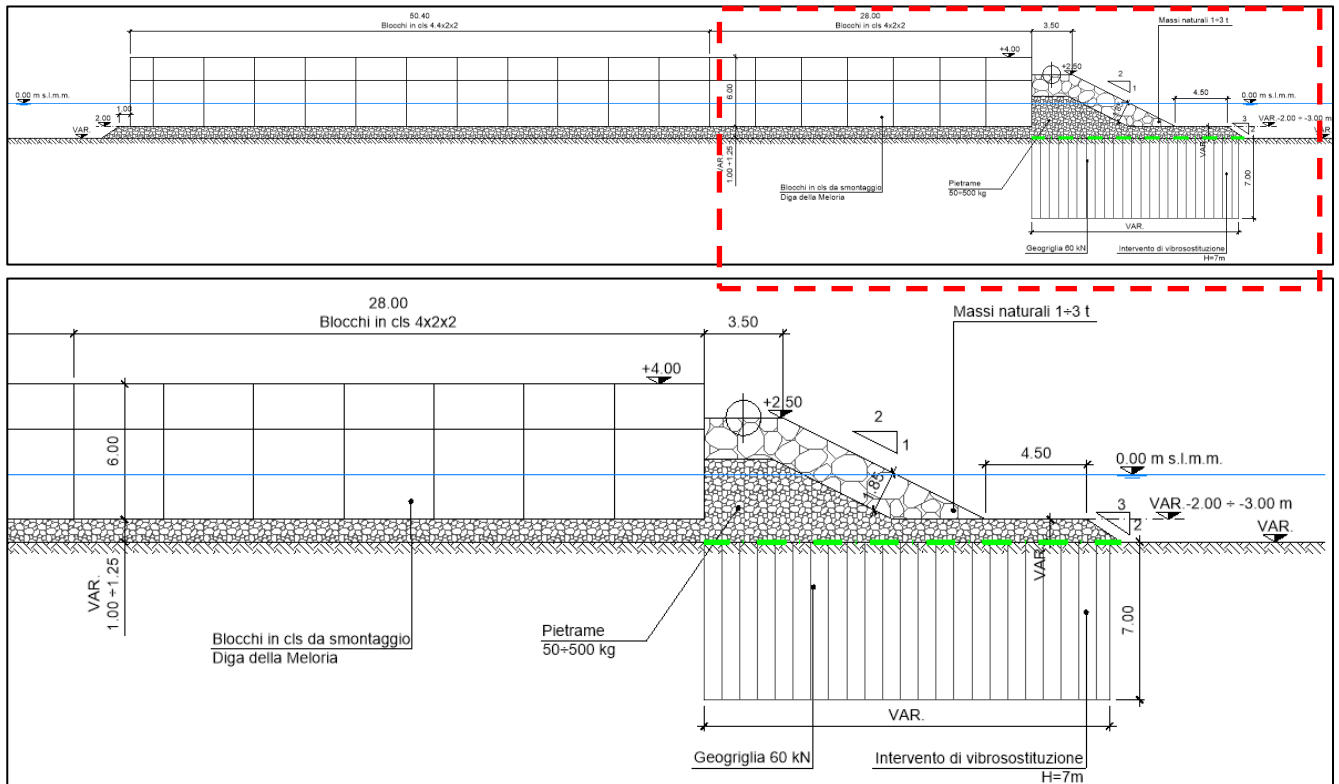 50.40
Blocchi in cls 4.4x2x2
28.00
Blocchi in cls 4x2x2
3.50
Massi naturali 1÷3 t
+4.00
+2.50
2
1
0.00 m s.l.m.m.
6.00
4.50
0.00 m s.l.m.m.
1.00
2.00
VAR.
1.85
3
2
VAR.-2.00 ÷ -3.00 m
VAR.
VAR.
VAR.
1.00 ÷1.25
7.00
Blocchi in cls da smontaggio
Diga della Meloria
Pietrame
50÷500 kg
VAR.
Geogriglia 60 kN
Intervento di vibrosostituzione
H=7m
28.00
Blocchi in cls 4x2x2
3.50
Massi naturali 1÷3 t
+4.00
+2.50
2
1
6.00
4.50
0.00 m s.l.m.m.
1.85
3
2
VAR.-2.00 ÷ -3.00 m
VAR.
VAR.
VAR.
1.00 ÷1.25
7.00
Blocchi in cls da smontaggio
Diga della Meloria
Pietrame
50÷500 kg
VAR.
Geogriglia 60 kN
Intervento di vibrosostituzione
H=7m